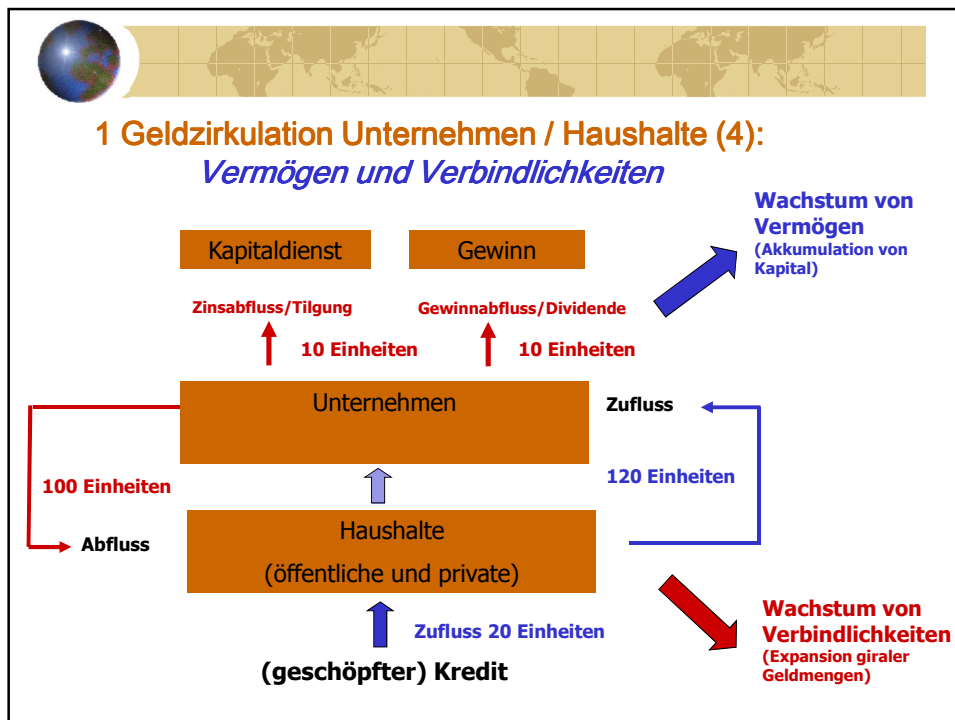 1 Geldzirkulation Unternehmen / Haushalte (4):
Vermögen und Verbindlichkeiten
Wachstum von
Vermögen
(Akkumulation von
Kapital)
Kapitaldienst
Gewinn
Zinsabfluss/Tilgung
Gewinnabfluss/Dividende
10 Einheiten
10 Einheiten
Unternehmen
Zufluss
100 Einheiten
120 Einheiten
Abfluss
Haushalte
(öffentliche und private)
Zufluss 20 Einheiten
(geschöpfter) Kredit
Wachstum von
Verbindlichkeiten
(Expansion giraler
Geldmengen)